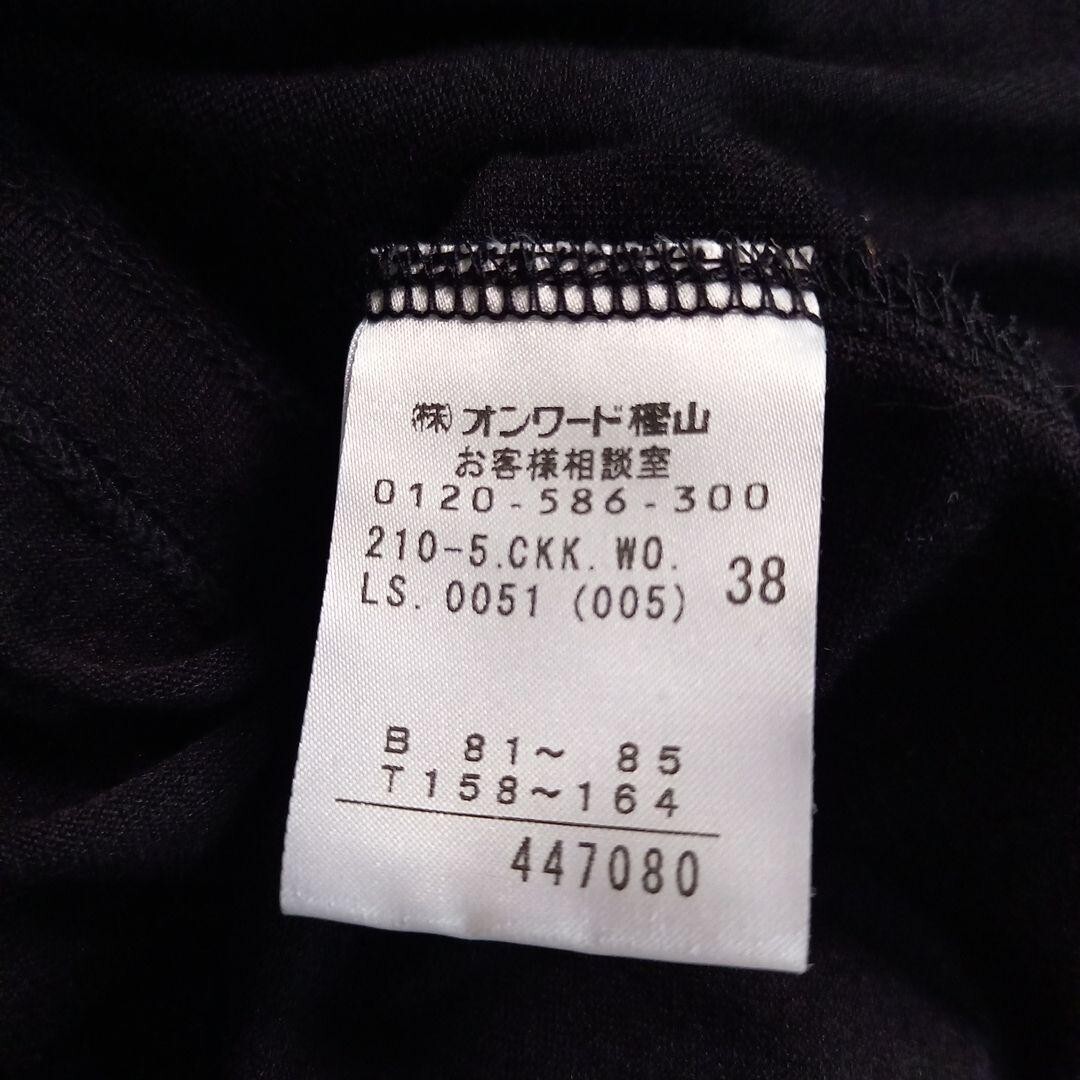 ㈱オンワード樫山
お客様相談室
0120-586-300
210-5.CKK.WO.
LS.0051 (005) 38
B 81~ 85
T158~164
447080